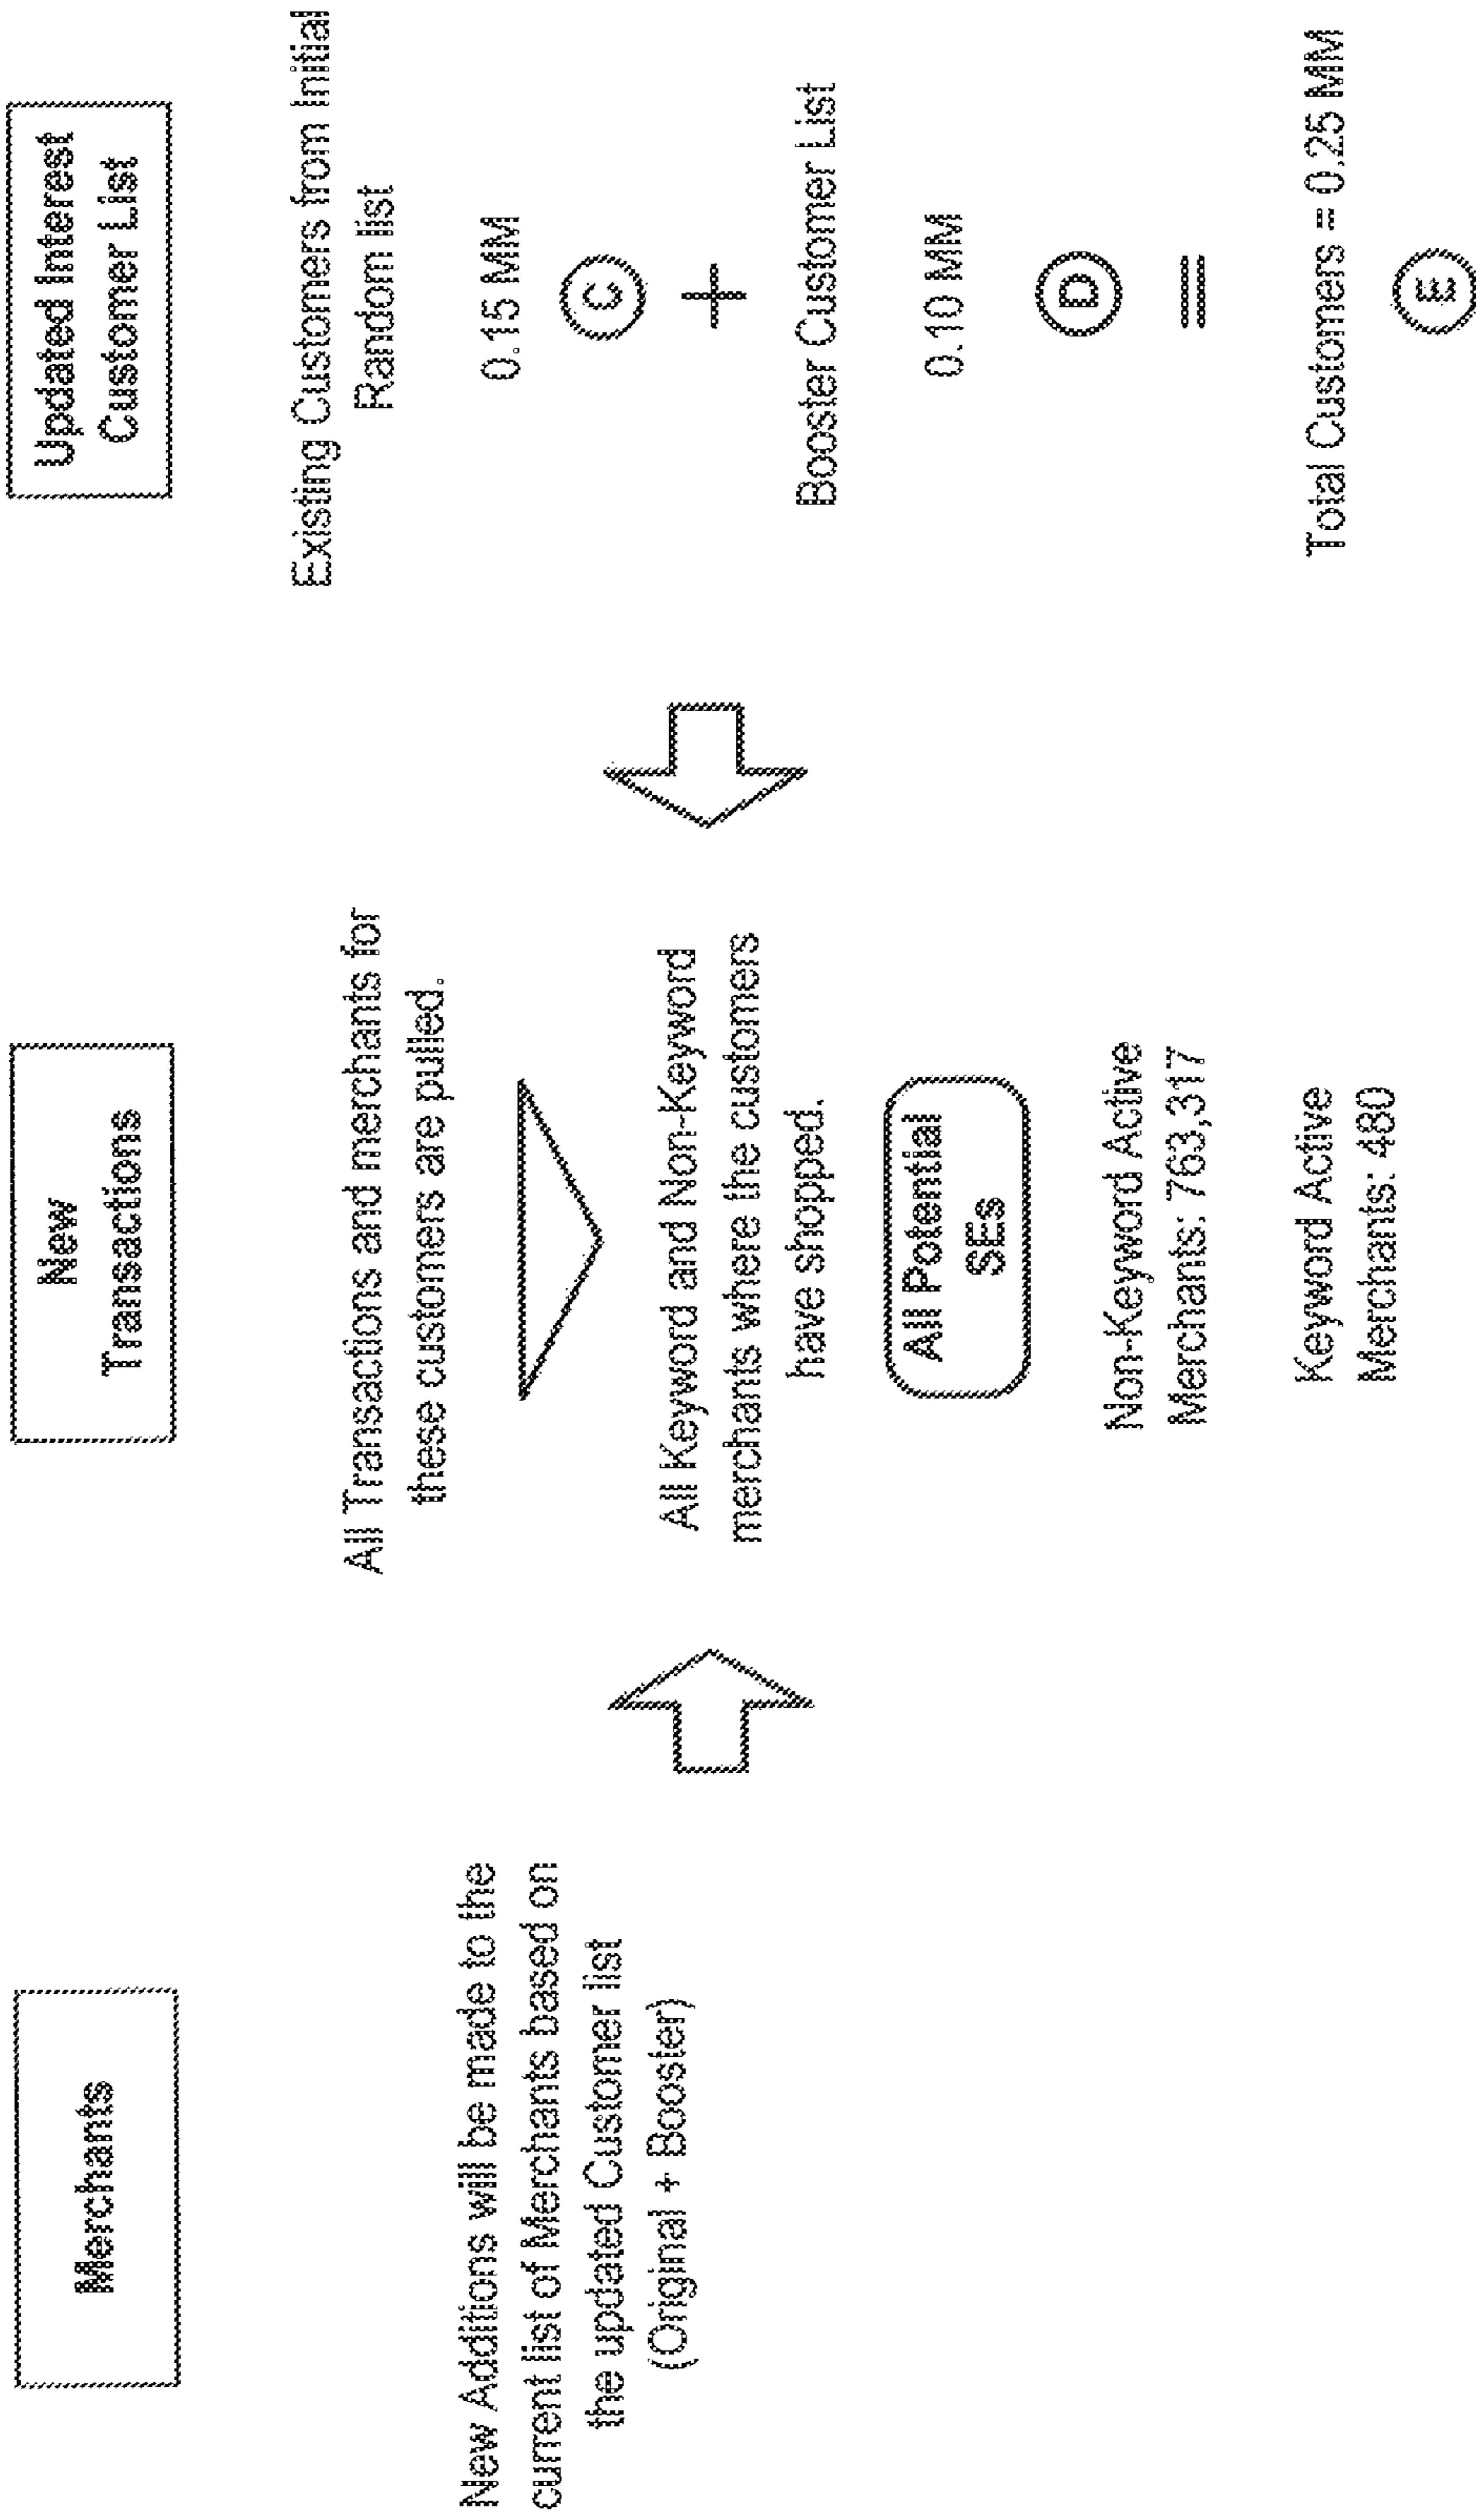 Merchants
New Additions will be made to the
current list of Merchants based on
the updated Customer list
(Original + Booster)
New
Transactions
All Transactions and merchants for
these customers are pulled.
All Keyword and Non-Keyword
merchants where the customers
have shopped.
All Potential
SEs
Non-Keyword Active
Merchants: 763,317
Keyword Active
Merchants: 480
Updated Interest
Customer List
Existing Customers from Initial
Random list
0.15 MM
C
+
Booster Customer List
0.10 MM
D
=
Total Customers = 0.25 MM
E